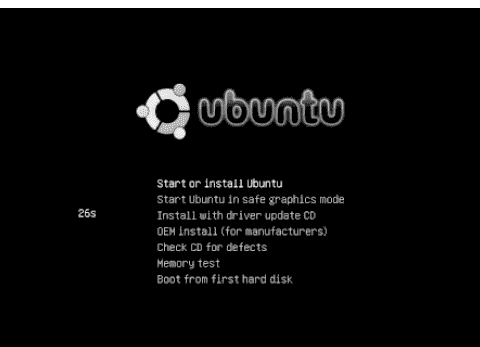 ubuntu
Start or install Ubuntu
Start Ubuntu in safe graphics mode
26s
Install with driver update CD
OEM install (for manufacturers)
Check CD for defects
Memory test
Boot from first hard disk